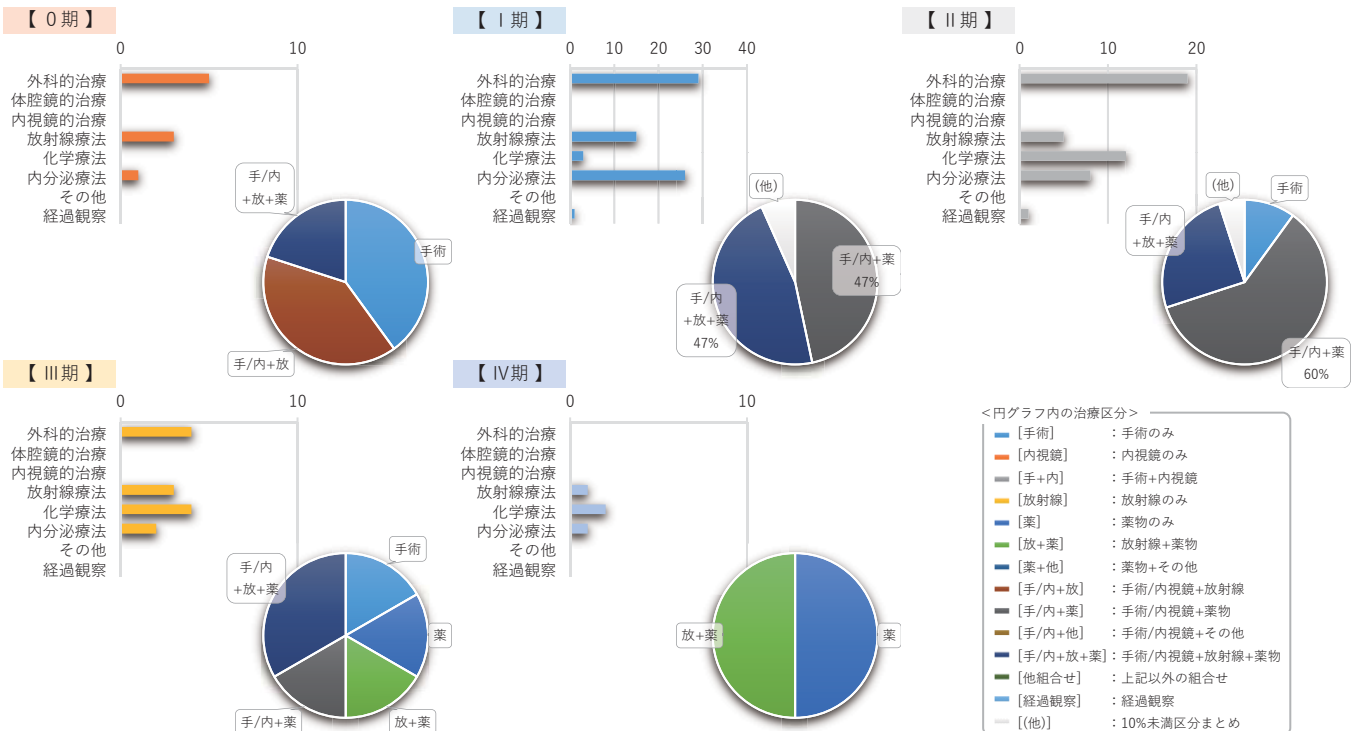 【 0期 】
0 10
外科的治療
体腔鏡的治療
内視鏡的治療
放射線療法
化学療法
内分泌療法
その他
経過観察
手/内
+放+薬
手術
手/内+放
【 I期 】
0 10 20 30 40
外科的治療
体腔鏡的治療
内視鏡的治療
放射線療法
化学療法
内分泌療法
その他
経過観察
(他)
手/内+薬
47%
手/内
+放+薬
47%
【 II期 】
0 10 20
外科的治療
体腔鏡的治療
内視鏡的治療
放射線療法
化学療法
内分泌療法
その他
経過観察
(他)
手術
手/内
+放+薬
手/内+薬
60%
【 III期 】
0 10
外科的治療
体腔鏡的治療
内視鏡的治療
放射線療法
化学療法
内分泌療法
その他
経過観察
手術
手/内
+放+薬
薬
手/内+薬
放+薬
【 IV期 】
0 10
外科的治療
体腔鏡的治療
内視鏡的治療
放射線療法
化学療法
内分泌療法
その他
経過観察
放+薬
薬
<円グラフ内の治療区分>
[手術] :手術のみ
[内視鏡] :内視鏡のみ
[手+内] :手術+内視鏡
[放射線] :放射線のみ
[薬] :薬物のみ
[放+薬] :放射線+薬物
[薬+他] :薬物+その他
[手/内+放] :手術/内視鏡+放射線
[手/内+薬] :手術/内視鏡+薬物
[手/内+他] :手術/内視鏡+その他
[手/内+放+薬] :手術/内視鏡+放射線+薬物
[他組合せ] :上記以外の組合せ
[経過観察] :経過観察
[(他)] :10%未満区分まとめ